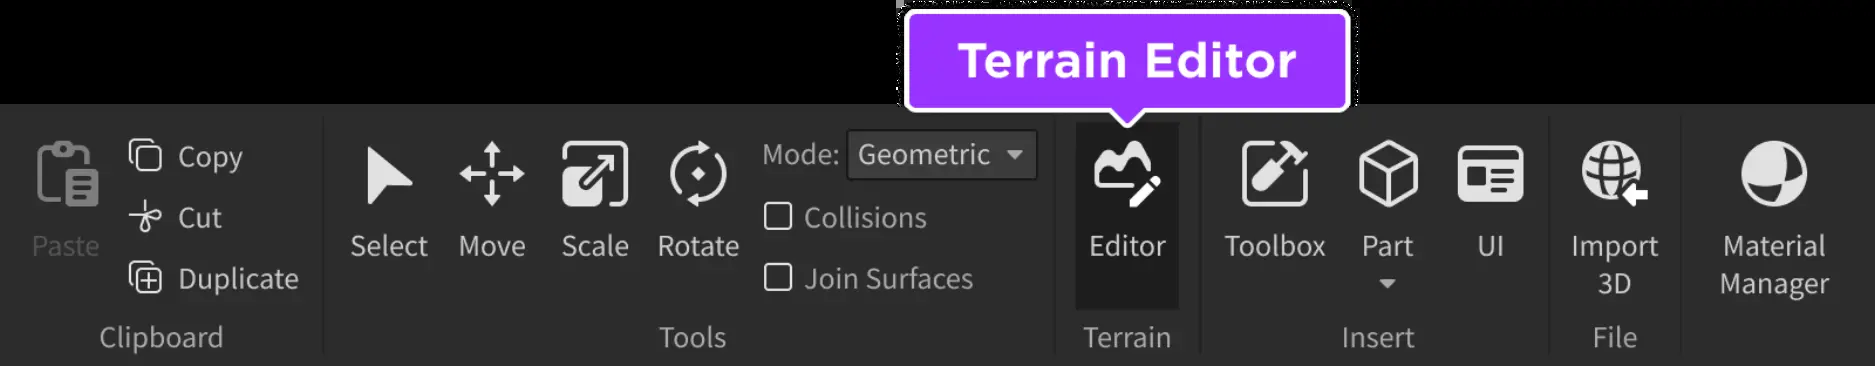 Terrain Editor
Paste
Copy
Cut
Duplicate
Clipboard
Select
Move
Scale
Rotate
Mode: Geometric
Collisions
Join Surfaces
Tools
Editor
Terrain
Toolbox
Part
UI
Insert
Import
3D
File
Material
Manager